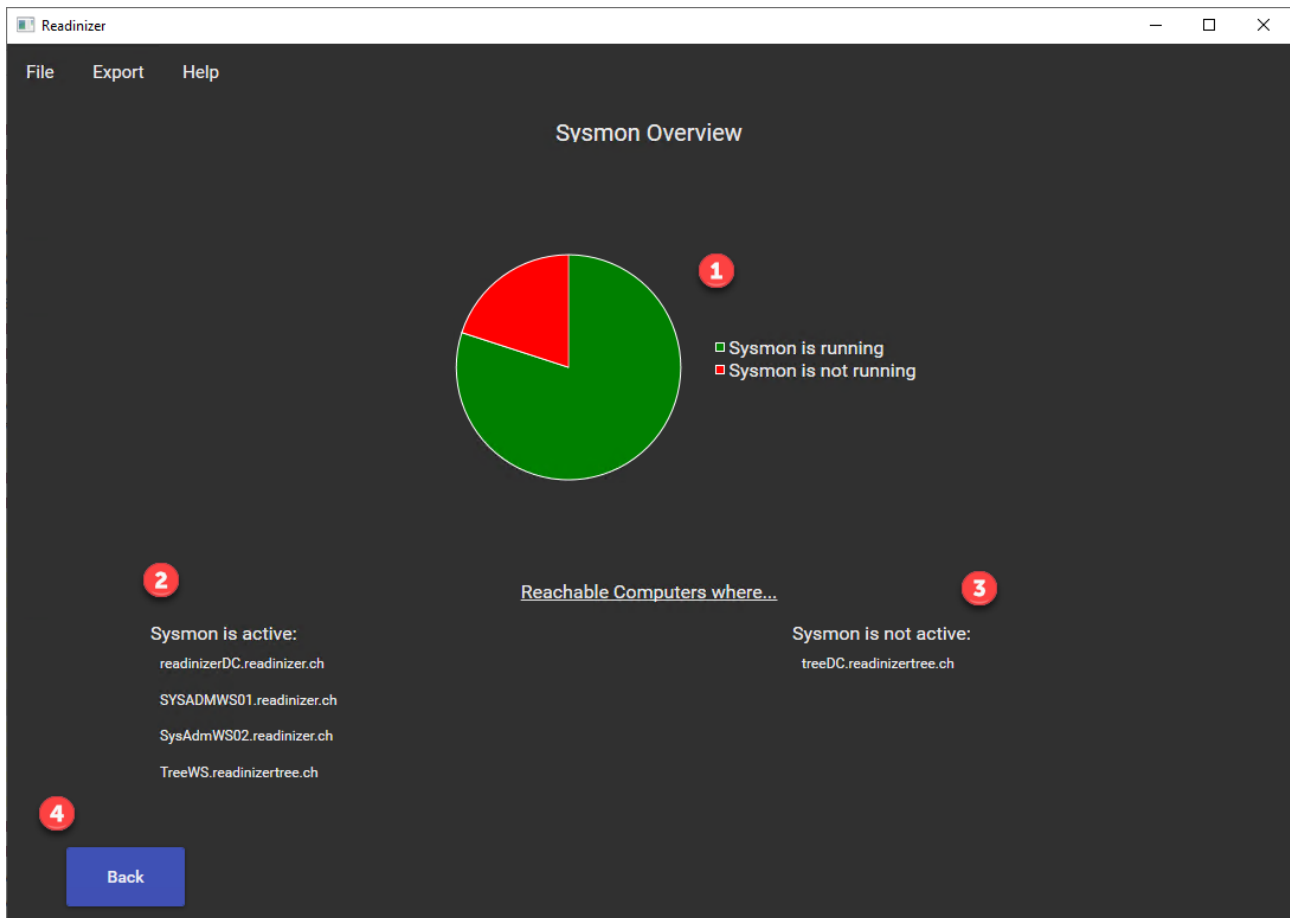 Readinizer
File Export Help
Sysmon Overview
1
Sysmon is running
Sysmon is not running
2
Reachable Computers where...
3
Sysmon is active:
readinizerDC.readinizer.ch
SYSADMWS01.readinizer.ch
SysAdmWS02.readinizer.ch
TreeWS.readinizertree.ch
Sysmon is not active:
treeDC.readinizertree.ch
4
Back